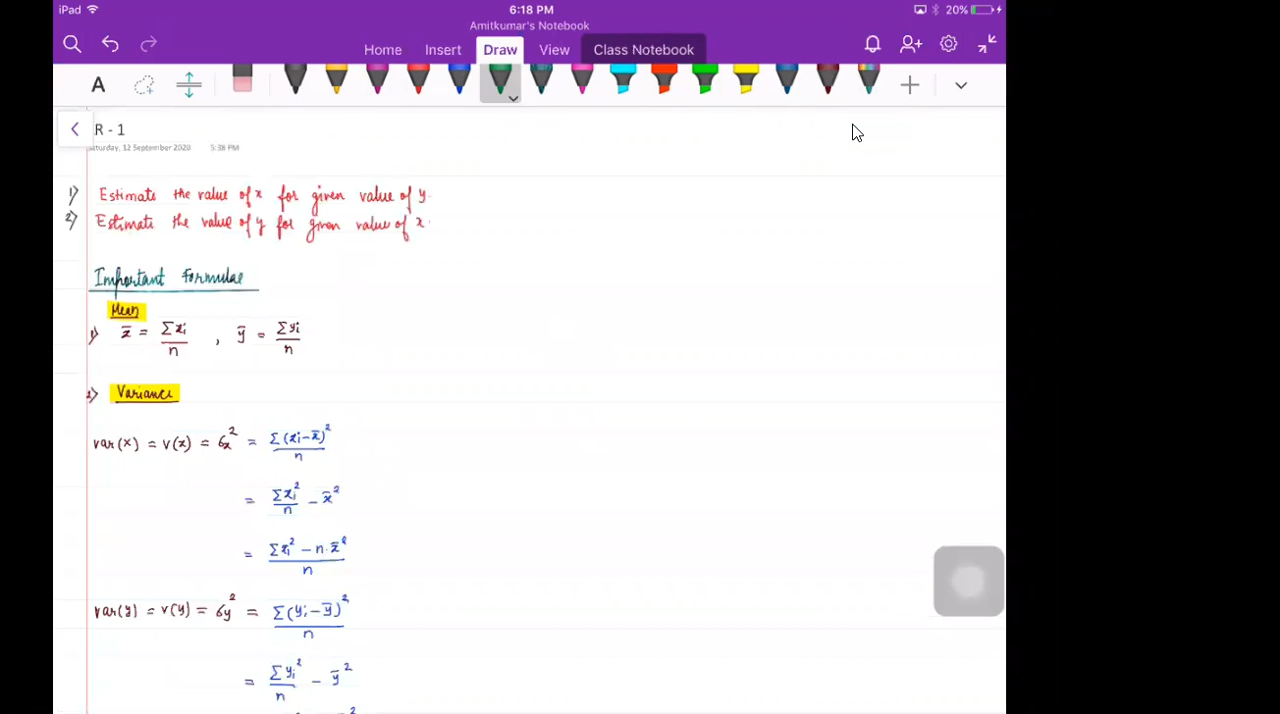 iPad 6:18 PM 20%
Amitkumar's Notebook
Home Insert Draw View Class Notebook
A
R - 1
aturday, 12 September 2020 5:38 PM
1) Estimate the value of x for given value of y.
2) Estimate the value of y for given value of x.
Important Formulae
Mean
1) x̄ = Σxi/n , ȳ = Σyi/n
2) Variance
var(x) = v(x) = σx² = Σ(xi-x̄)²/n
= Σxi²/n - x̄²
= (Σxi² - n·x̄²)/n
var(y) = v(y) = σy² = Σ(yi-ȳ)²/n
= Σyi²/n - ȳ²